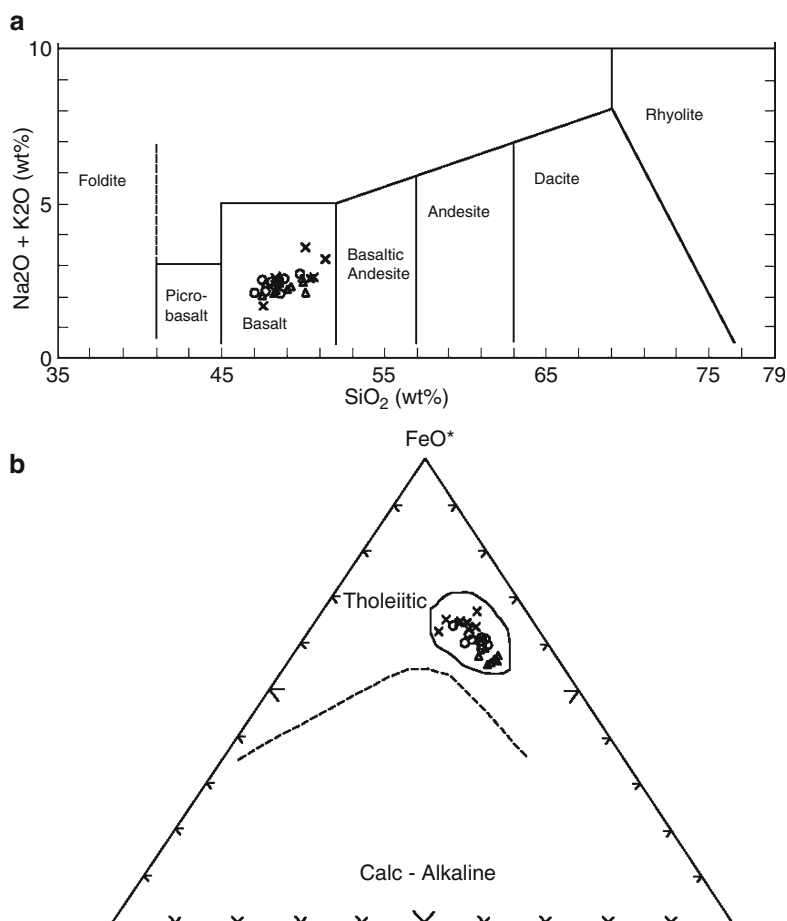 a
10
Na2O + K2O (wt%)
5
0
Foldite
Picro-
basalt
Basalt
Basaltic
Andesite
Andesite
Dacite
Rhyolite
35
45
55
65
75
79
SiO₂ (wt%)
b
FeO*
Tholeiitic
Calc - Alkaline